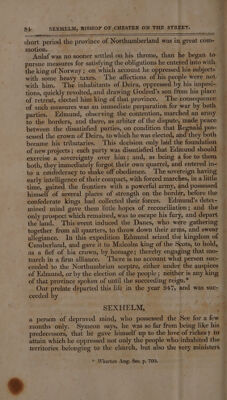 84 SEXHELM, BISHOP OF CHESTER ON THE STREET.
short period the province of Northumberland was in great com-
motion.
Anlaf was no sooner settled on his throne, than he began to
pursue measures for satisfying the obligations he entered into with
the king of Norway; on which account he oppressed his subjects
with some heavy taxes. The affections of his people were not
with him. The inhabitants of Deira, oppressed by his imposi-
tions, quickly revolted, and drawing Godred's son from his place
of retreat, elected him king of that province. The consequence
of such measures was an immediate preparation for war by both
parties. Edmund, observing the contention, marched an army
to the borders, and there, as arbiter of the dispute, made peace
between the dissatisfied parties, on condition that Reginald pos-
sessed the crown of Deira, to which he was elected, and they both
became his tributaries. This decision only laid the foundation
of new projects; each party was dissatisfied that Edmund should
exercise a sovereignty over him; and, as being a foe to them
both, they immediately forgot their own quarrel, and entered in-
to a confederacy to shake off obedience. The sovereign having
early intelligence of their compact, with forced marches, in a little
time, gained the frontiers with a powerful army, and possessed
himself of several places of strength on the border, before the
confederate kings had collected their forces. Edmund's deter-
mined mind gave them little hopes of reconciliation; and the
only prospect which remained, was to escape his fury, and depart
the land. This event induced the Danes, who were gathering
together from all quarters, to throw down their arms, and swear
allegiance. In this expedition Edmund seized the kingdom of
Cumberland, and gave it to Malcolm king of the Scots, to hold,
as a fief of his crown, by homage; thereby engaging that mo-
narch in a firm alliance. There is no account what person suc-
ceeded to the Northumbrian sceptre, either under the auspices
of Edmund, or by the election of the people; neither is any king
of that province spoken of until the succeeding reign.*
Our prelate departed this life in the year 947, and was suc-
ceeded by
SEXHELM,
a person of depraved mind, who possessed the See for a few
months only. Symeon says, he was so far from being like his
predecessors, that he gave himself up to the love of riches; to
attain which he oppressed not only the people who inhabited the
territories belonging to the church, but also the very ministers
* Wharton Ang. Sac. p. 700.